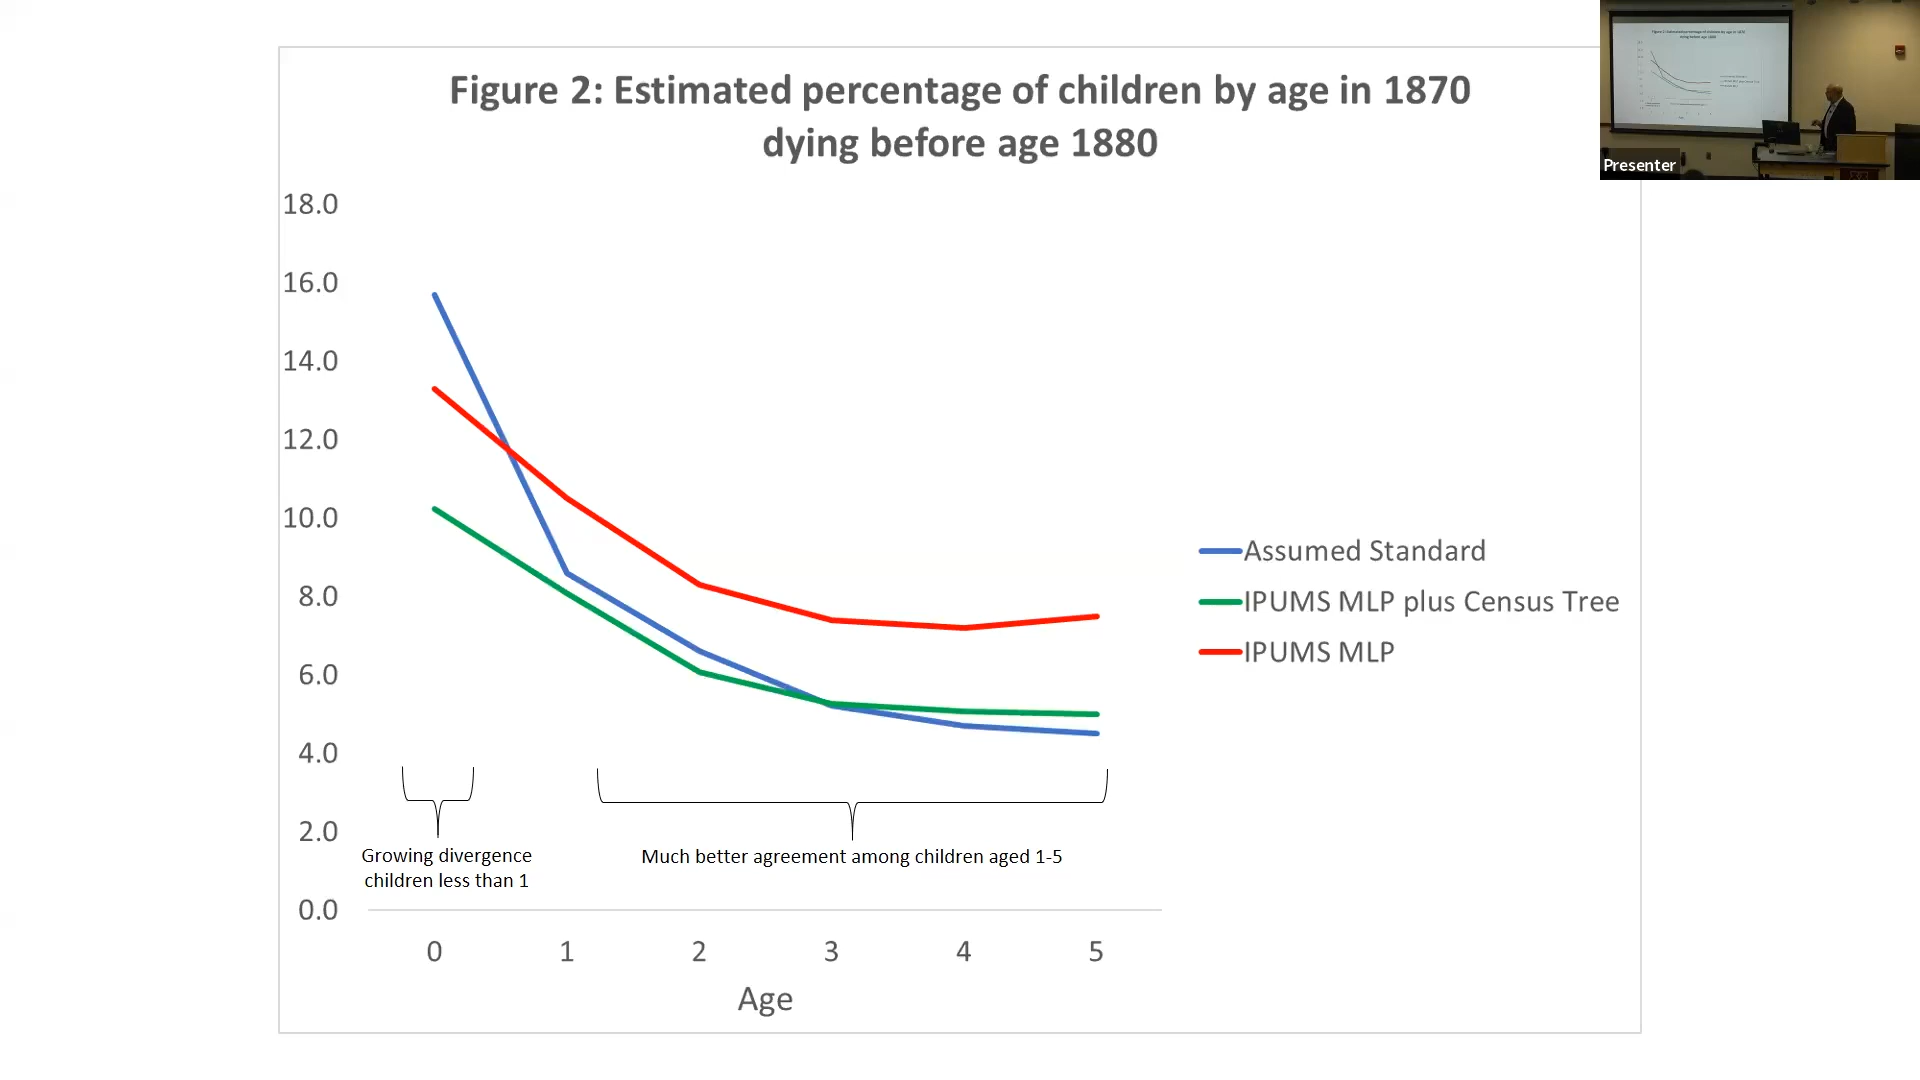 Figure 2: Estimated percentage of children by age in 1870
dying before age 1880
Presenter
18.0
16.0
14.0
12.0
10.0
8.0
6.0
4.0
2.0
0.0
Assumed Standard
IPUMS MLP plus Census Tree
IPUMS MLP
Growing divergence
children less than 1
Much better agreement among children aged 1-5
0 1 2 3 4 5
Age